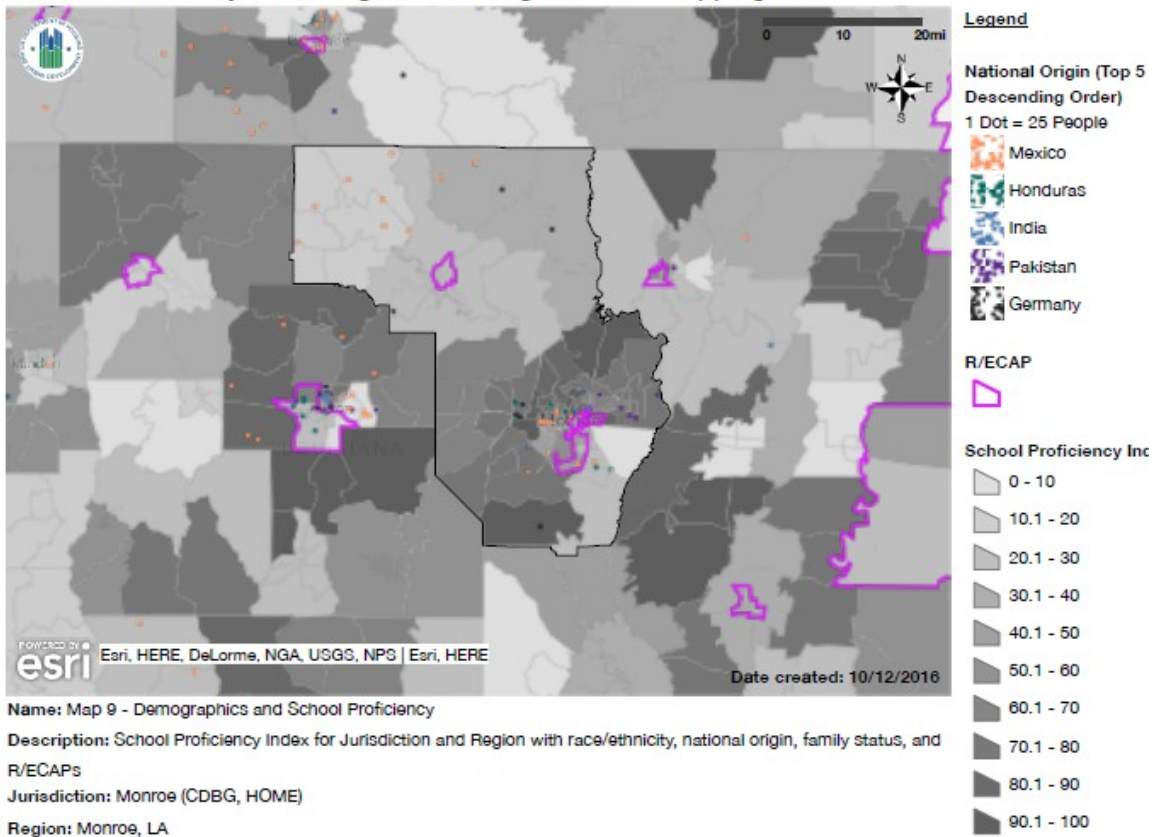 0 10 20mi
N
W E
S
Minden
POWERED BY
esri
Esri, HERE, DeLorme, NGA, USGS, NPS | Esri, HERE
Date created: 10/12/2016
Name: Map 9 - Demographics and School Proficiency
Description: School Proficiency Index for Jurisdiction and Region with race/ethnicity, national origin, family status, and
R/ECAPs
Jurisdiction: Monroe (CDBG, HOME)
Region: Monroe, LA
Legend
National Origin (Top 5
Descending Order)
1 Dot = 25 People
Mexico
Honduras
India
Pakistan
Germany
R/ECAP
School Proficiency Ind
0 - 10
10.1 - 20
20.1 - 30
30.1 - 40
40.1 - 50
50.1 - 60
60.1 - 70
70.1 - 80
80.1 - 90
90.1 - 100